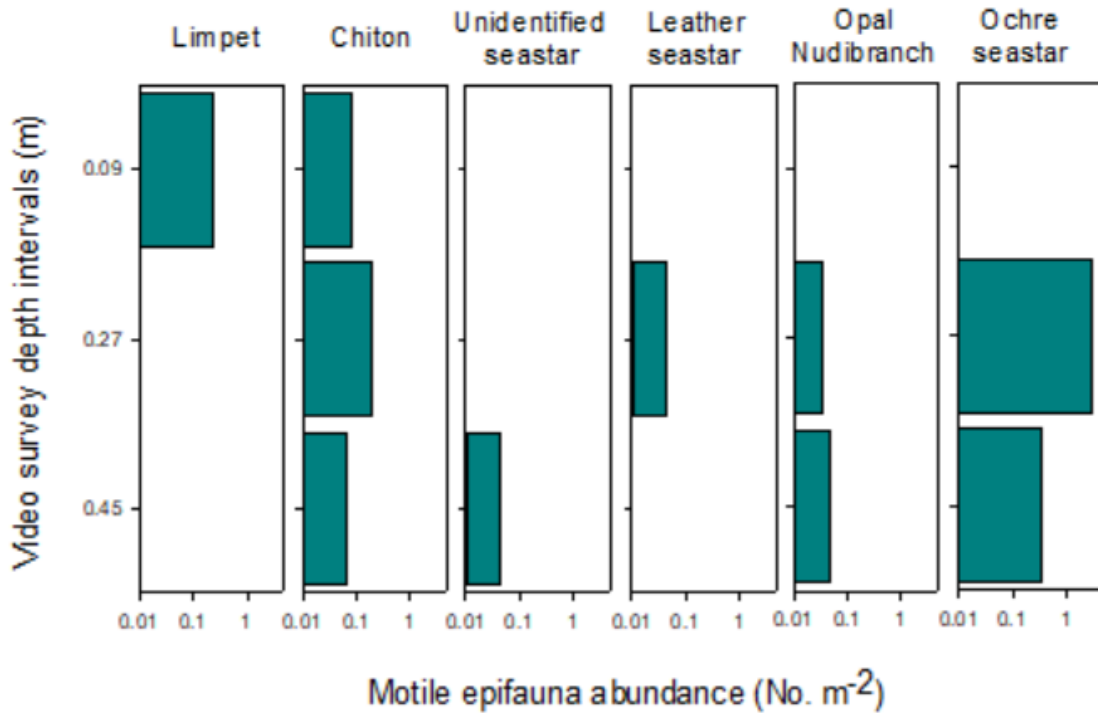 Limpet
Chiton
Unidentified
seastar
Leather
seastar
Opal
Nudibranch
Ochre
seastar
Video survey depth intervals (m)
0.09
0.27
0.45
0.01 0.1 1
0.01 0.1 1
0.01 0.1 1
0.01 0.1 1
0.01 0.1 1
0.01 0.1 1
Motile epifauna abundance (No. m-2)